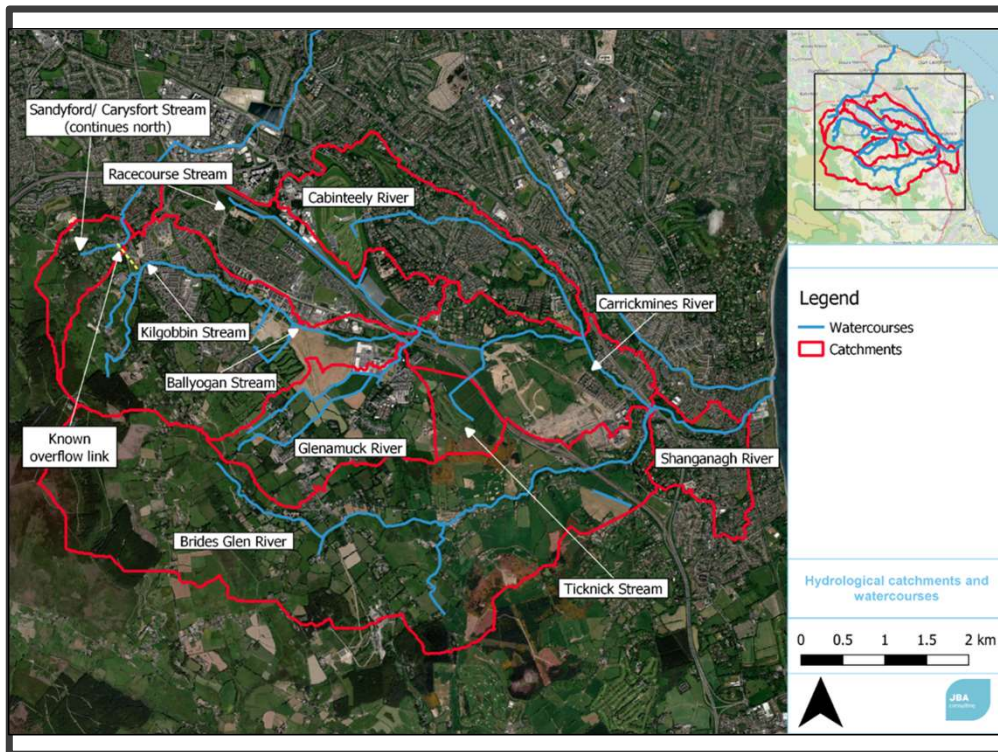 Sandyford/ Carysfort Stream
(continues north)
Racecourse Stream
Cabinteely River
Carrickmines River
Kilgobbin Stream
Ballyogan Stream
Known
overflow link
Glenamuck River
Shanganagh River
Brides Glen River
Ticknick Stream
Legend
Watercourses
Catchments
Hydrological catchments and
watercourses
0 0.5 1 1.5 2 km
JBA
consulting